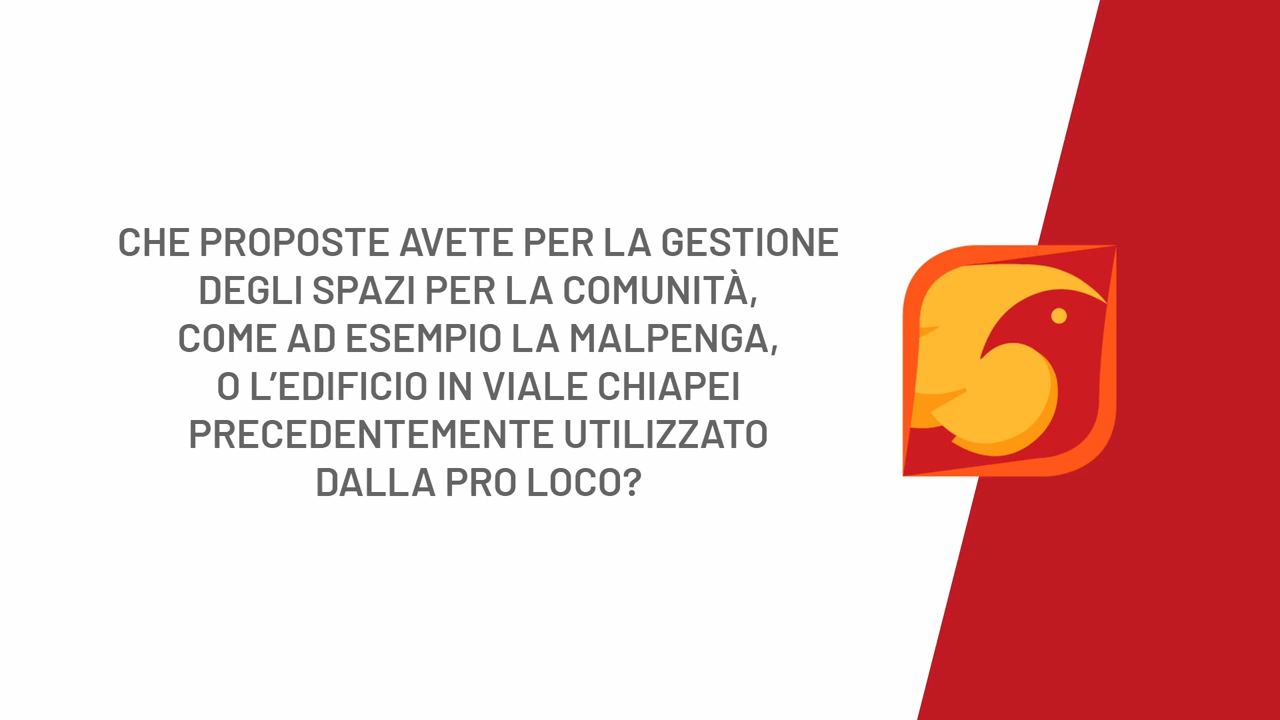 CHE PROPOSTE AVETE PER LA GESTIONE
DEGLI SPAZI PER LA COMUNITÀ,
COME AD ESEMPIO LA MALPENGA,
O L’EDIFICIO IN VIALE CHIAPEI
PRECEDENTEMENTE UTILIZZATO
DALLA PRO LOCO?